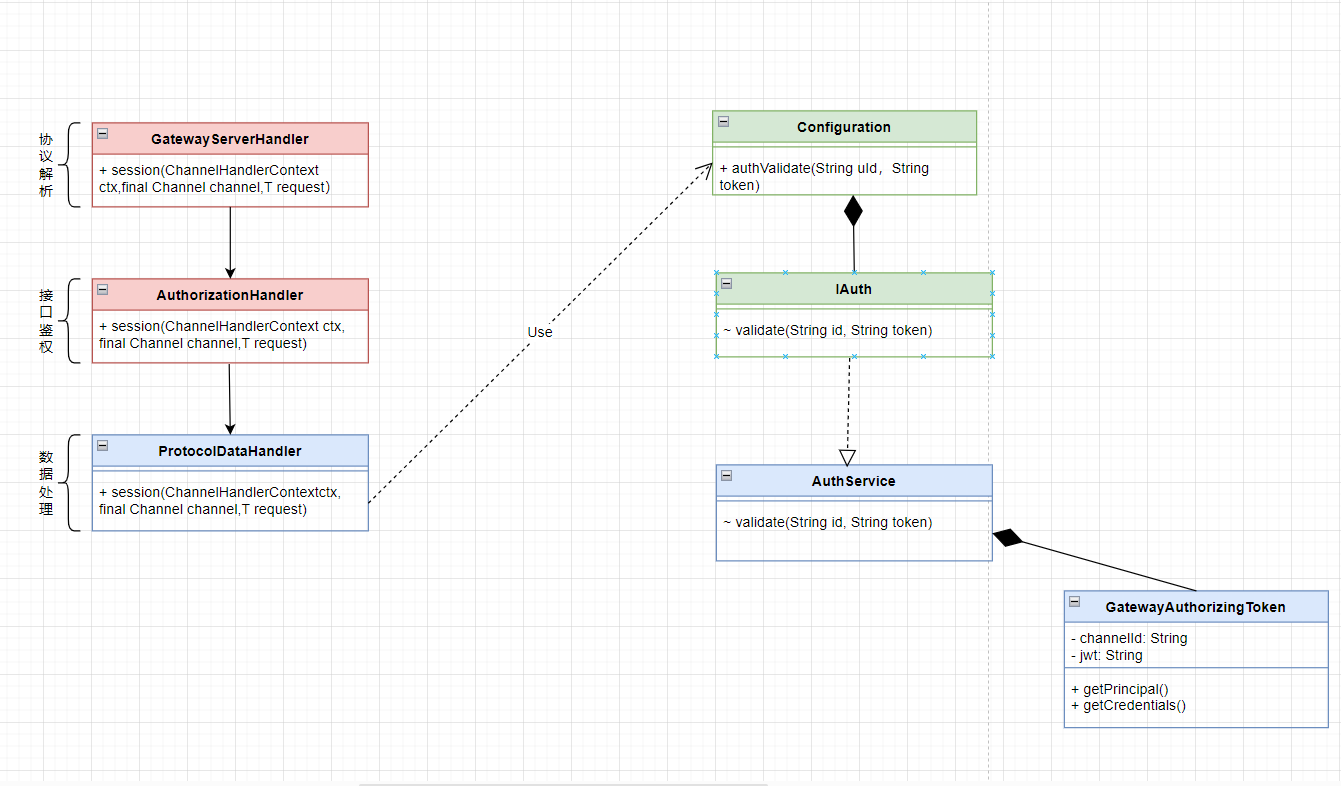 协议解析
GatewayServerHandler
+ session(ChannelHandlerContext
ctx,final Channel channel,T request)
接口鉴权
AuthorizationHandler
+ session(ChannelHandlerContext ctx,
final Channel channel,T request)
数据处理
ProtocolDataHandler
+ session(ChannelHandlerContextctx,
final Channel channel,T request)
Use
Configuration
+ authValidate(String uId，String
token)
IAuth
~ validate(String id, String token)
AuthService
~ validate(String id, String token)
GatewayAuthorizingToken
- channelId: String
- jwt: String
+ getPrincipal()
+ getCredentials()